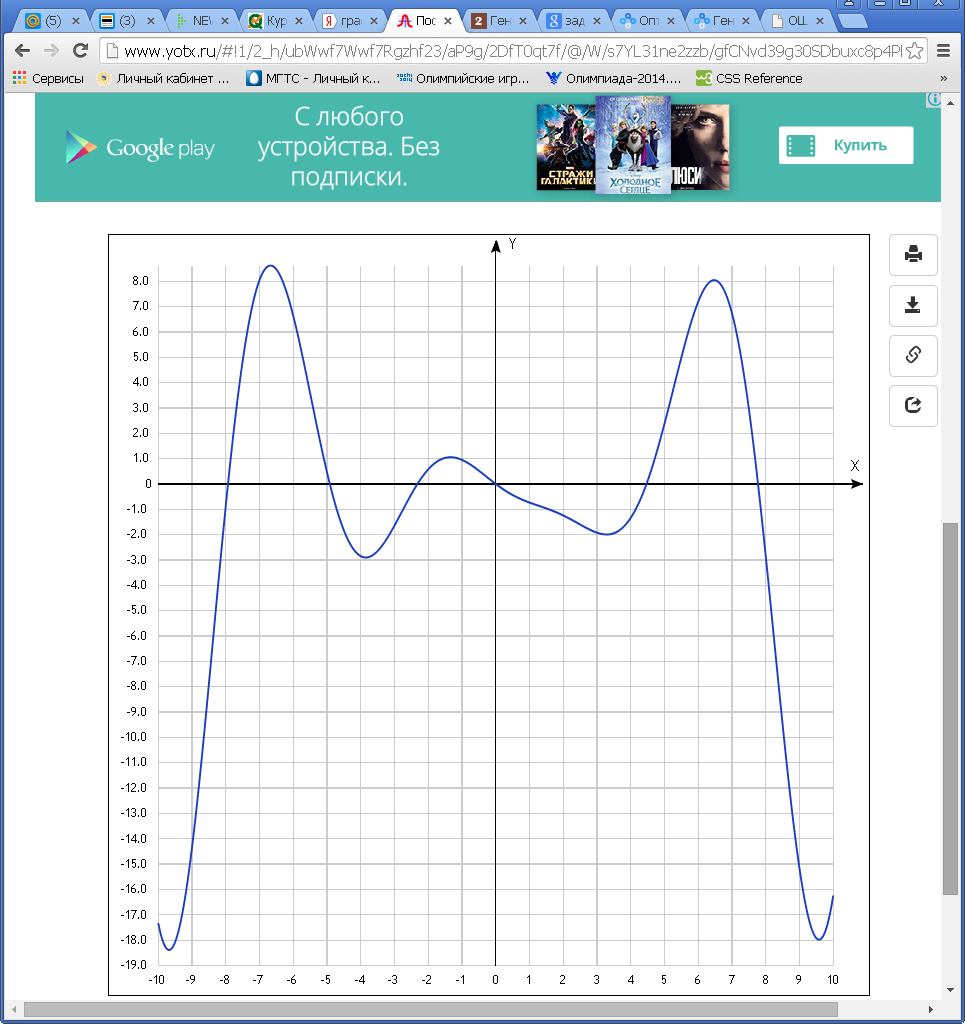 (5) (3) NEW Кур гра Пос Ген зад Опт Ген ОЦ
www.yotx.ru/#!1/2_h/ubWwf7Wwf7Rgzhf23/aP9g/2DfT0qt7f/@/W/s7YL31ne2zzb/gfCNvd39g30SDbuxc8p4Pl
Сервисы Личный кабинет ... МГТС - Личный к... Олимпийские игр... Олимпиада-2014.... CSS Reference »
Google play
С любого
устройства. Без
подписки.
СТРАЖИ
ГАЛАКТИКИ
ХОЛОДНОЕ
СЕРДЦЕ
ЛЮСИ
Купить
Y
8.0
7.0
6.0
5.0
4.0
3.0
2.0
1.0
X
0
-1.0
-2.0
-3.0
-4.0
-5.0
-6.0
-7.0
-8.0
-9.0
-10.0
-11.0
-12.0
-13.0
-14.0
-15.0
-16.0
-17.0
-18.0
-19.0
-10 -9 -8 -7 -6 -5 -4 -3 -2 -1 0 1 2 3 4 5 6 7 8 9 10